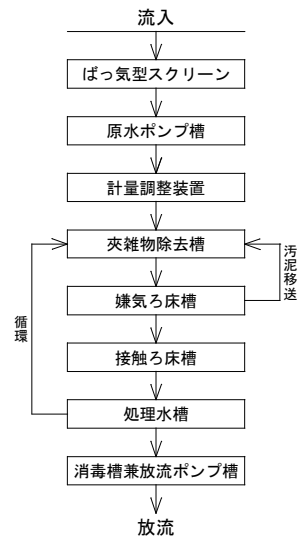 流入
ばっ気型スクリーン
原水ポンプ槽
計量調整装置
夾雑物除去槽
汚泥移送
嫌気ろ床槽
循環
接触ろ床槽
処理水槽
消毒槽兼放流ポンプ槽
放流